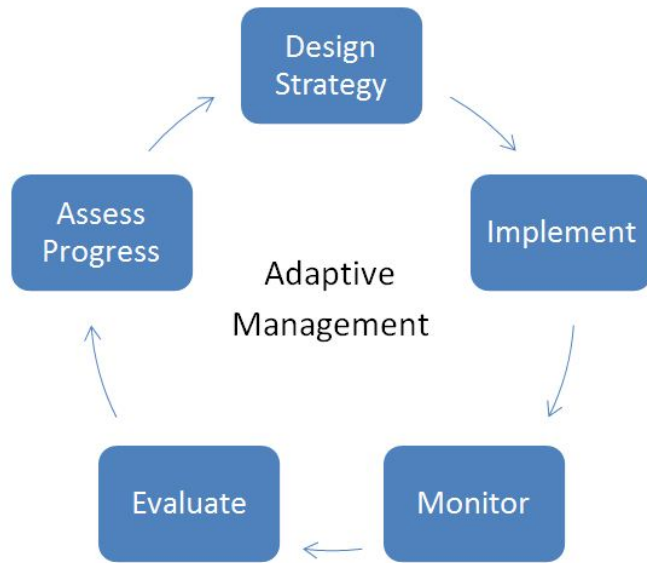 Design
Strategy
Implement
Monitor
Evaluate
Assess
Progress
Adaptive
Management